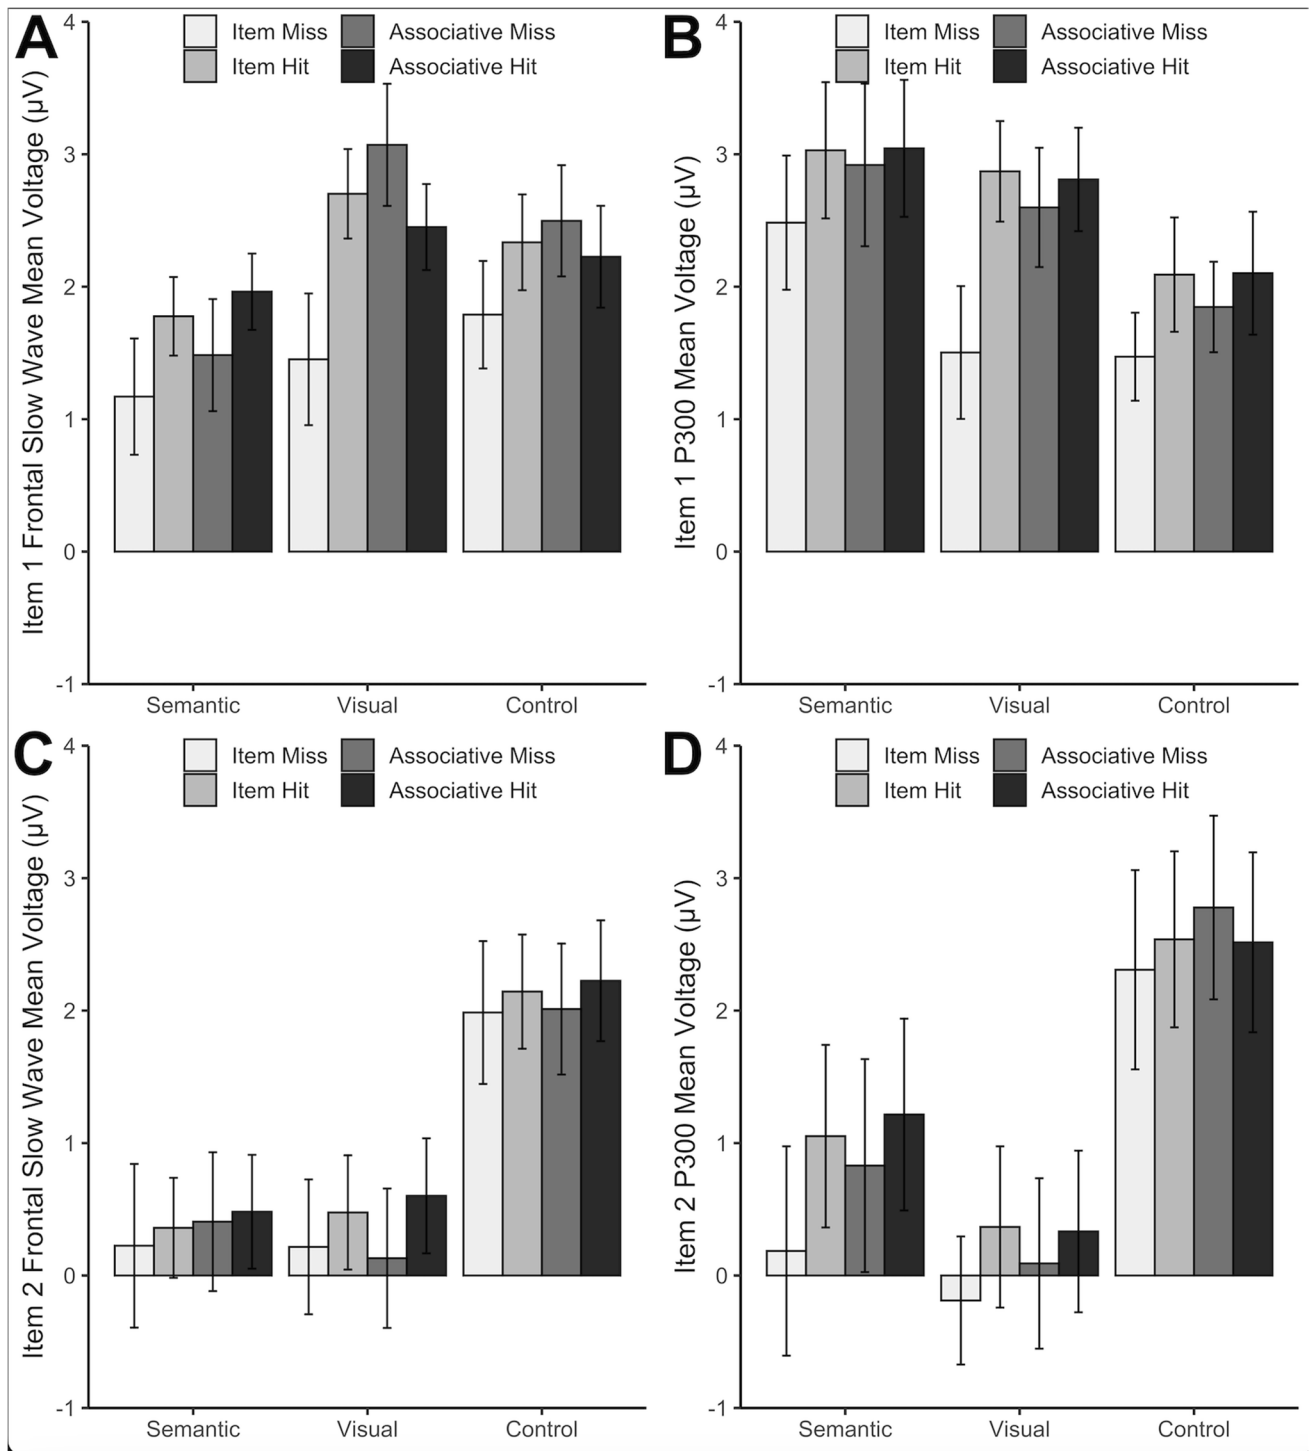 A
Item 1 Frontal Slow Wave Mean Voltage (µV)
Item Miss Associative Miss
Item Hit Associative Hit
4
3
2
1
0
-1
Semantic Visual Control
B
Item 1 P300 Mean Voltage (µV)
Item Miss Associative Miss
Item Hit Associative Hit
4
3
2
1
0
-1
Semantic Visual Control
C
Item 2 Frontal Slow Wave Mean Voltage (µV)
Item Miss Associative Miss
Item Hit Associative Hit
4
3
2
1
0
-1
Semantic Visual Control
D
Item 2 P300 Mean Voltage (µV)
Item Miss Associative Miss
Item Hit Associative Hit
4
3
2
1
0
-1
Semantic Visual Control